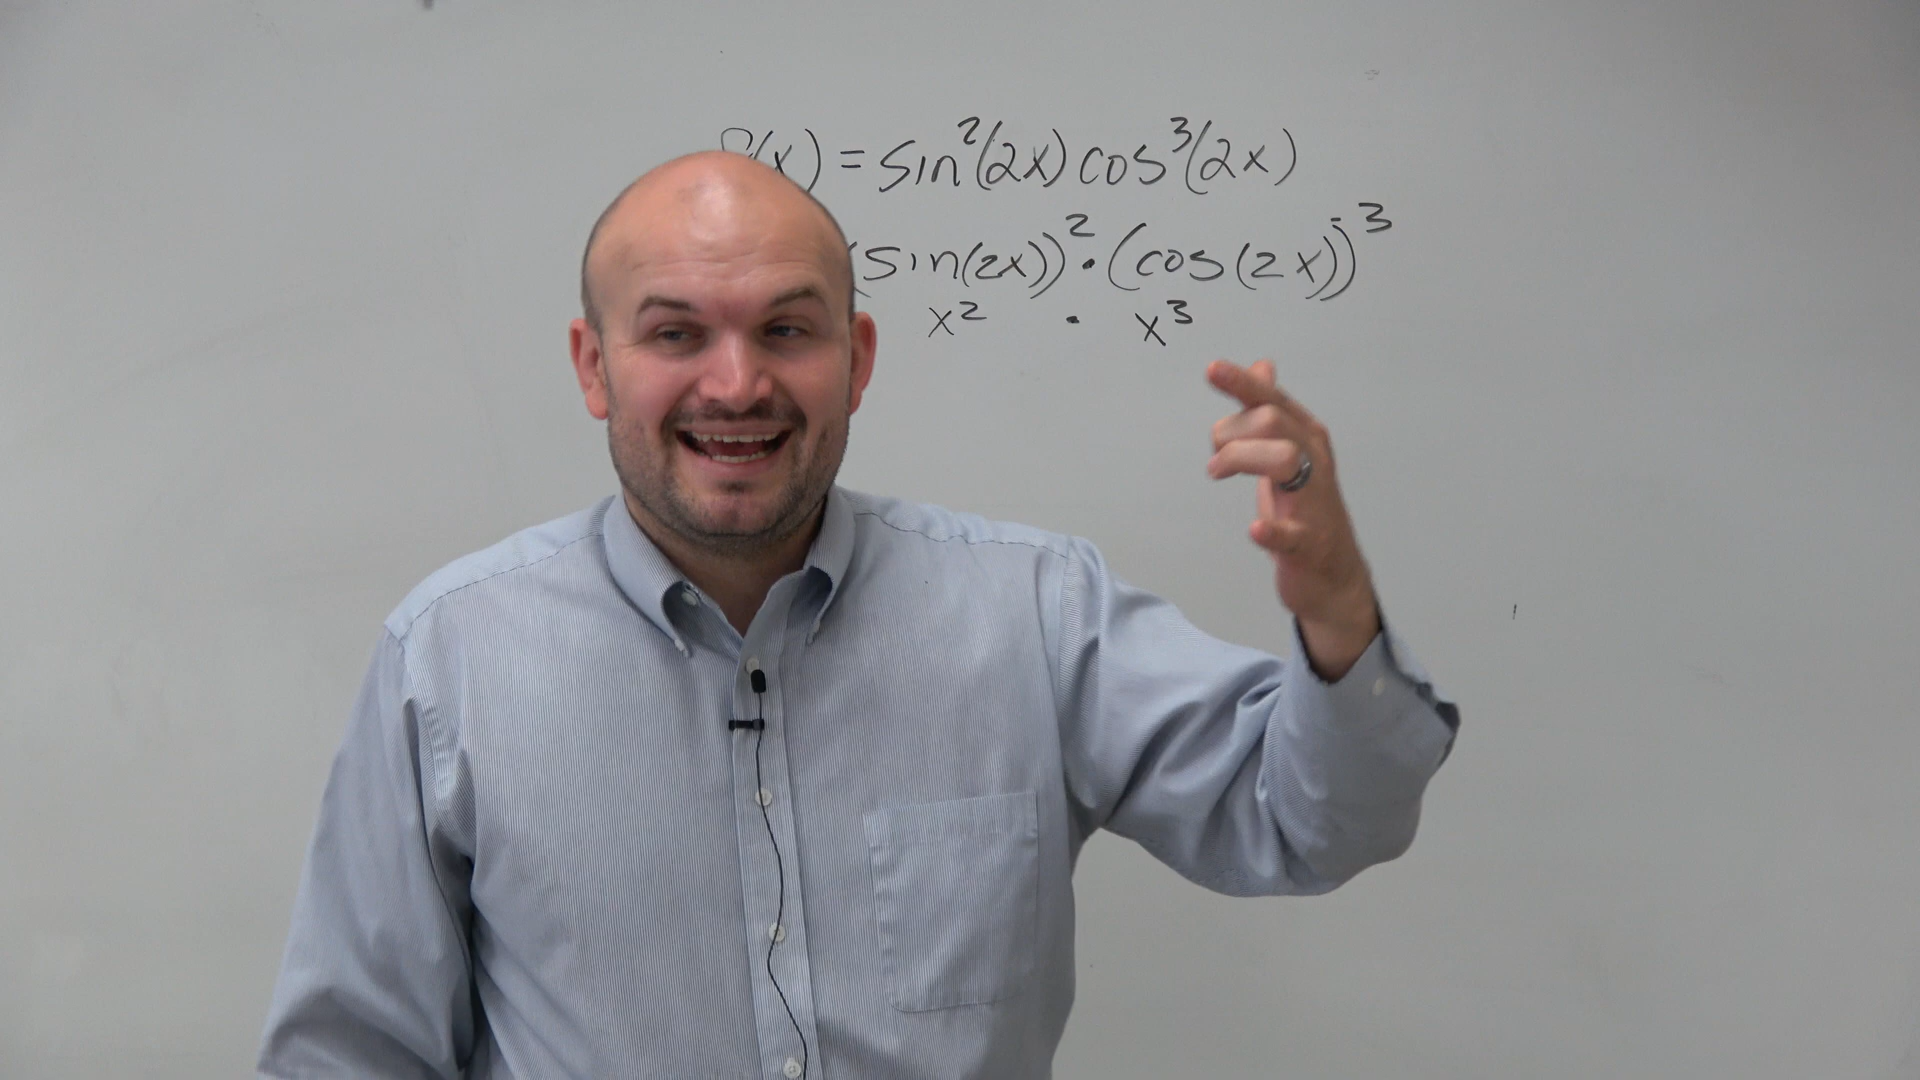 f(x) = sin²(2x) cos³(2x)
(sin(2x))² · (cos(2x))³
x² · x³